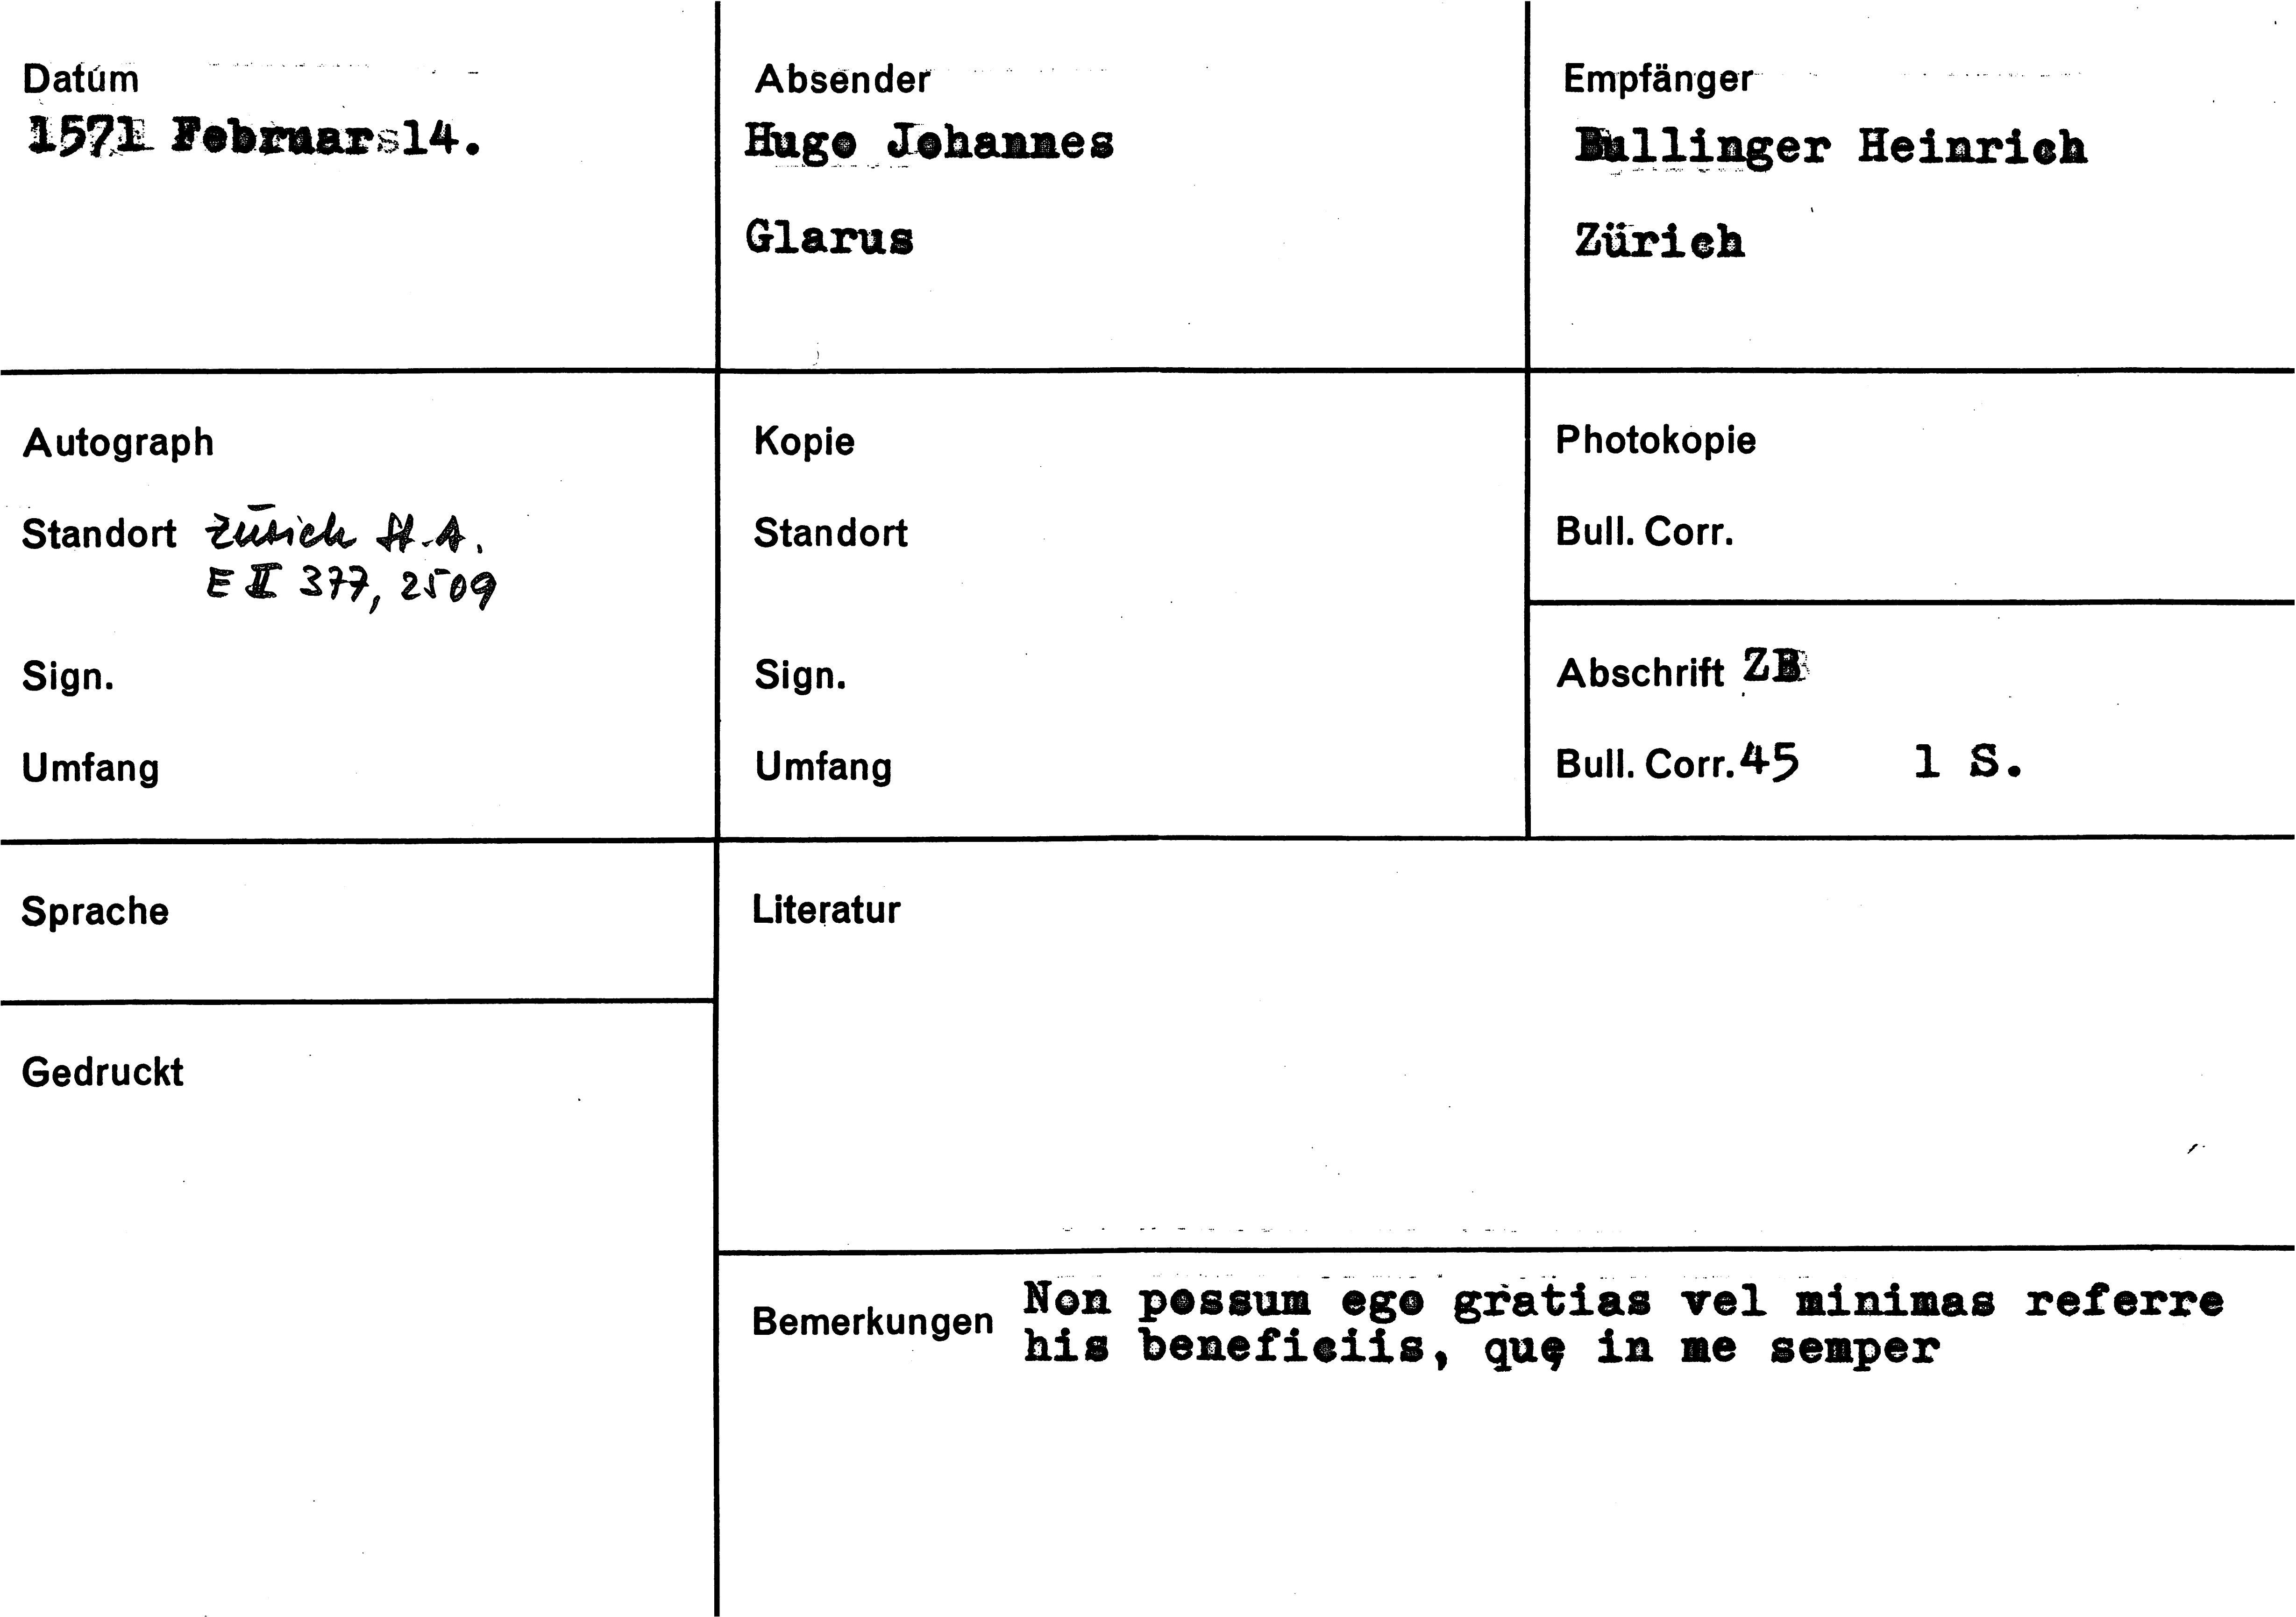 Datum
1571 Februar 14.
Absender
Hugo Johannes
Glarus
Empfänger
Bullinger Heinrich
Zürich
Autograph
Standort Zürich St.A.
E II 377, 2509
Sign.
Umfang
Kopie
Standort
Sign.
Umfang
Photokopie
Bull. Corr.
Abschrift ZB
Bull. Corr. 45 1 S.
Sprache
Gedruckt
Literatur
Bemerkungen Non possum ego gratias vel minimas referre
his beneficiis, quę in me semper